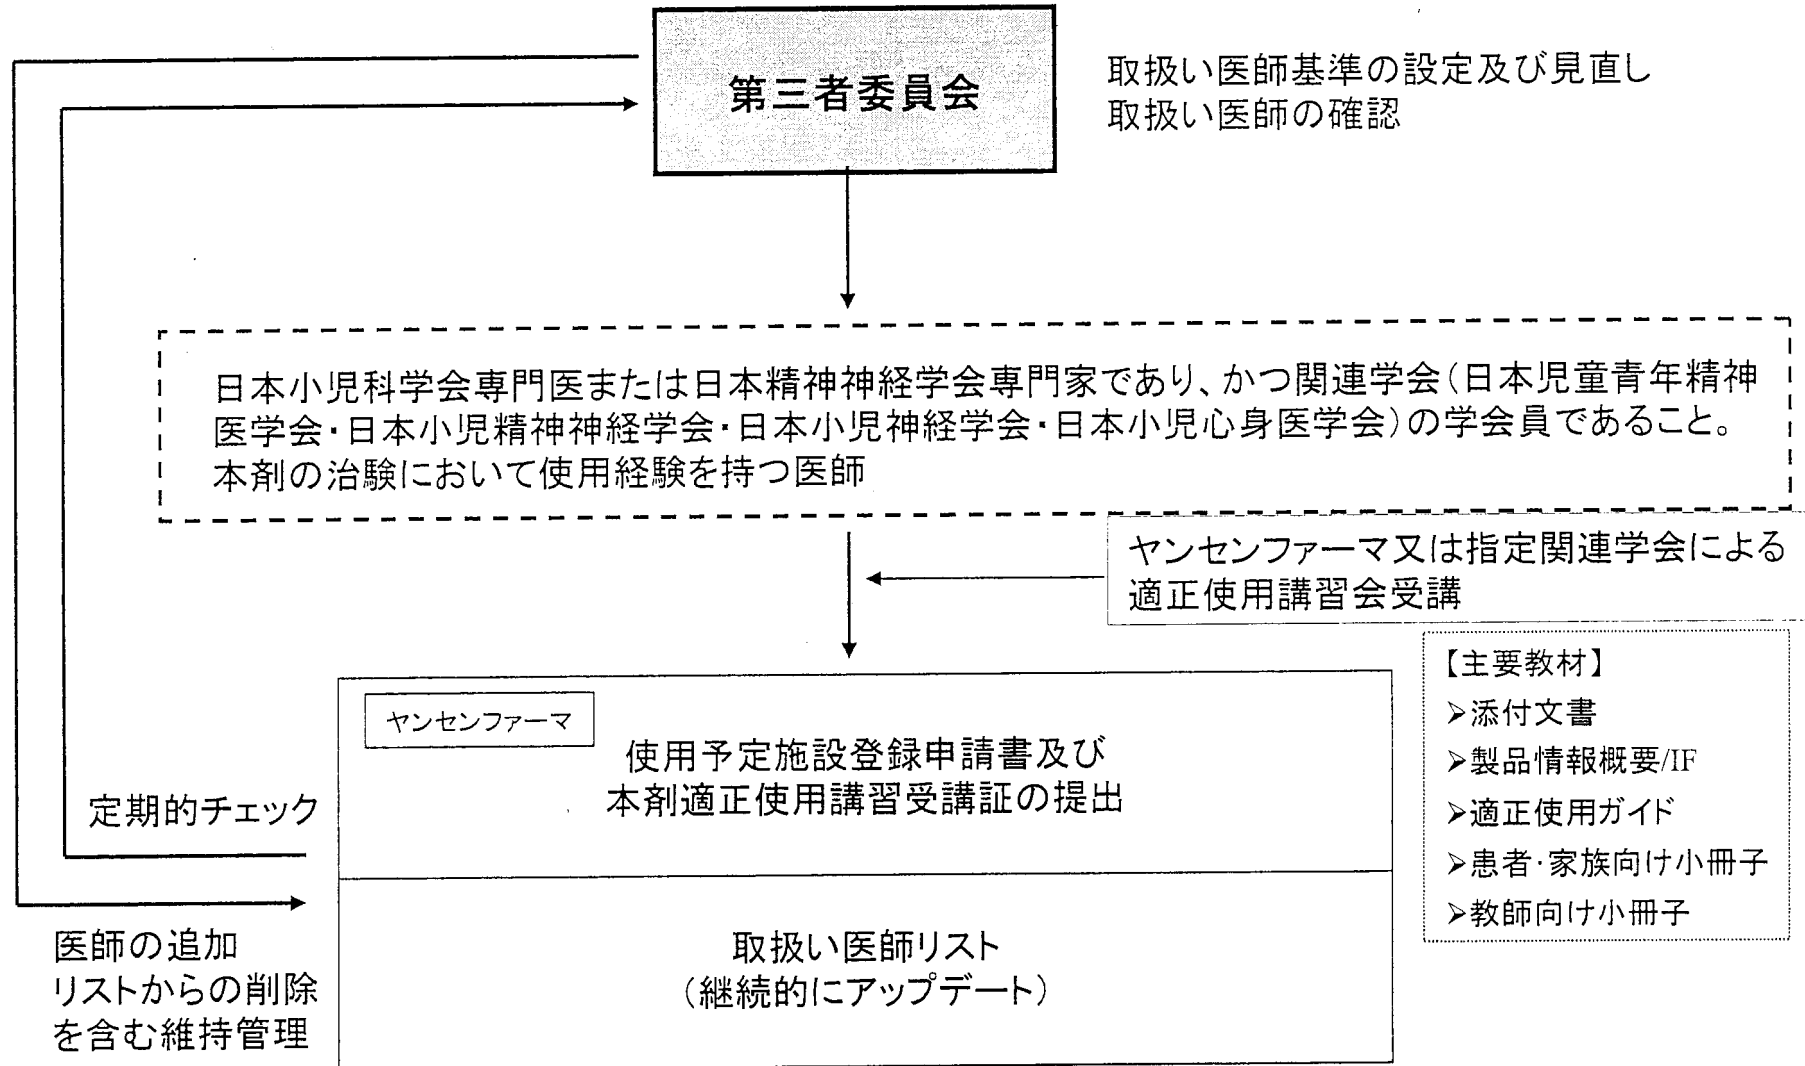 第三者委員会
取扱い医師基準の設定及び見直し
取扱い医師の確認
日本小児科学会専門医または日本精神神経学会専門家であり、かつ関連学会（日本児童青年精神
医学会・日本小児精神神経学会・日本小児神経学会・日本小児心身医学会）の学会員であること。
本剤の治験において使用経験を持つ医師
ヤンセンファーマ又は指定関連学会による
適正使用講習会受講
【主要教材】
➢添付文書
➢製品情報概要/IF
➢適正使用ガイド
➢患者・家族向け小冊子
➢教師向け小冊子
ヤンセンファーマ
使用予定施設登録申請書及び
本剤適正使用講習受講証の提出
定期的チェック
取扱い医師リスト
（継続的にアップデート）
医師の追加
リストからの削除
を含む維持管理